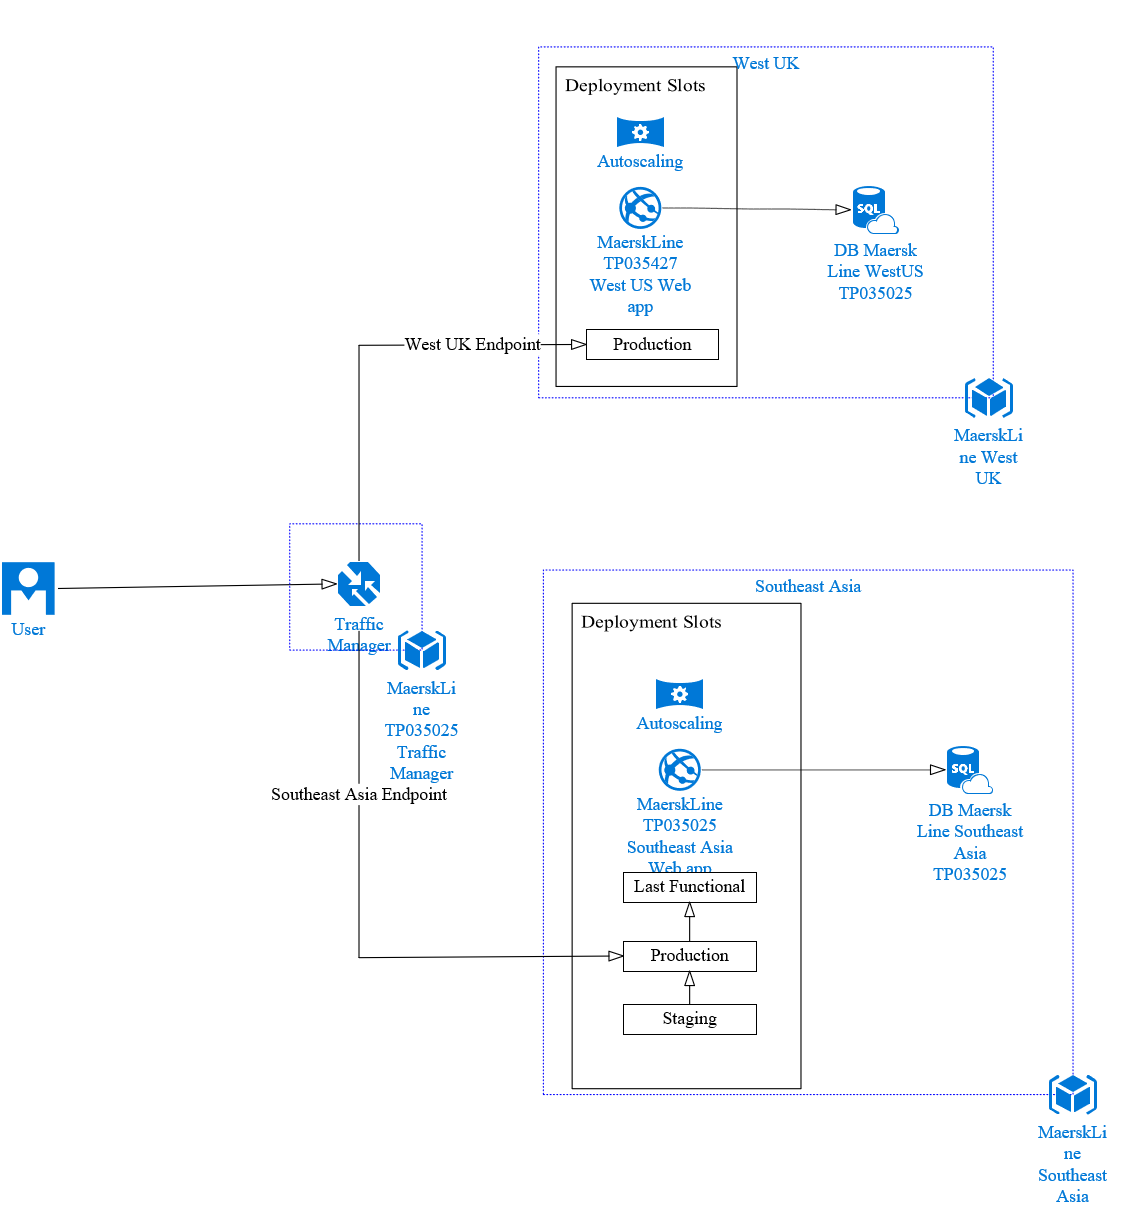 West UK
Deployment Slots
Autoscaling
MaerskLine
TP035427
West US Web
app
SQL
DB Maersk
Line WestUS
TP035025
West UK Endpoint
Production
MaerskLi
ne West
UK
User
Traffic
Manager
MaerskLi
ne
TP035025
Traffic
Manager
Southeast Asia Endpoint
Southeast Asia
Deployment Slots
Autoscaling
MaerskLine
TP035025
Southeast Asia
Web app
SQL
DB Maersk
Line Southeast
Asia
TP035025
Last Functional
Production
Staging
MaerskLi
ne
Southeast
Asia